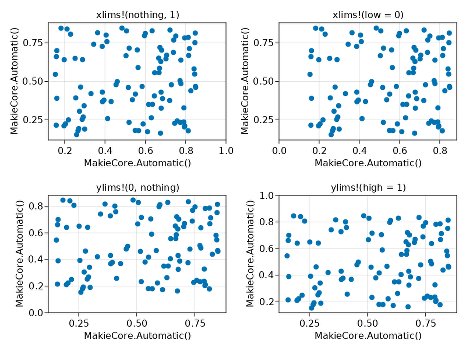 xlims!(nothing, 1)
MakieCore.Automatic()
0.75
0.50
0.25
0.2 0.4 0.6 0.8 1.0
MakieCore.Automatic()
xlims!(low = 0)
MakieCore.Automatic()
0.75
0.50
0.25
0.0 0.2 0.4 0.6 0.8
MakieCore.Automatic()
ylims!(0, nothing)
MakieCore.Automatic()
0.8
0.6
0.4
0.2
0.0
0.25 0.50 0.75
MakieCore.Automatic()
ylims!(high = 1)
MakieCore.Automatic()
1.0
0.8
0.6
0.4
0.2
0.25 0.50 0.75
MakieCore.Automatic()